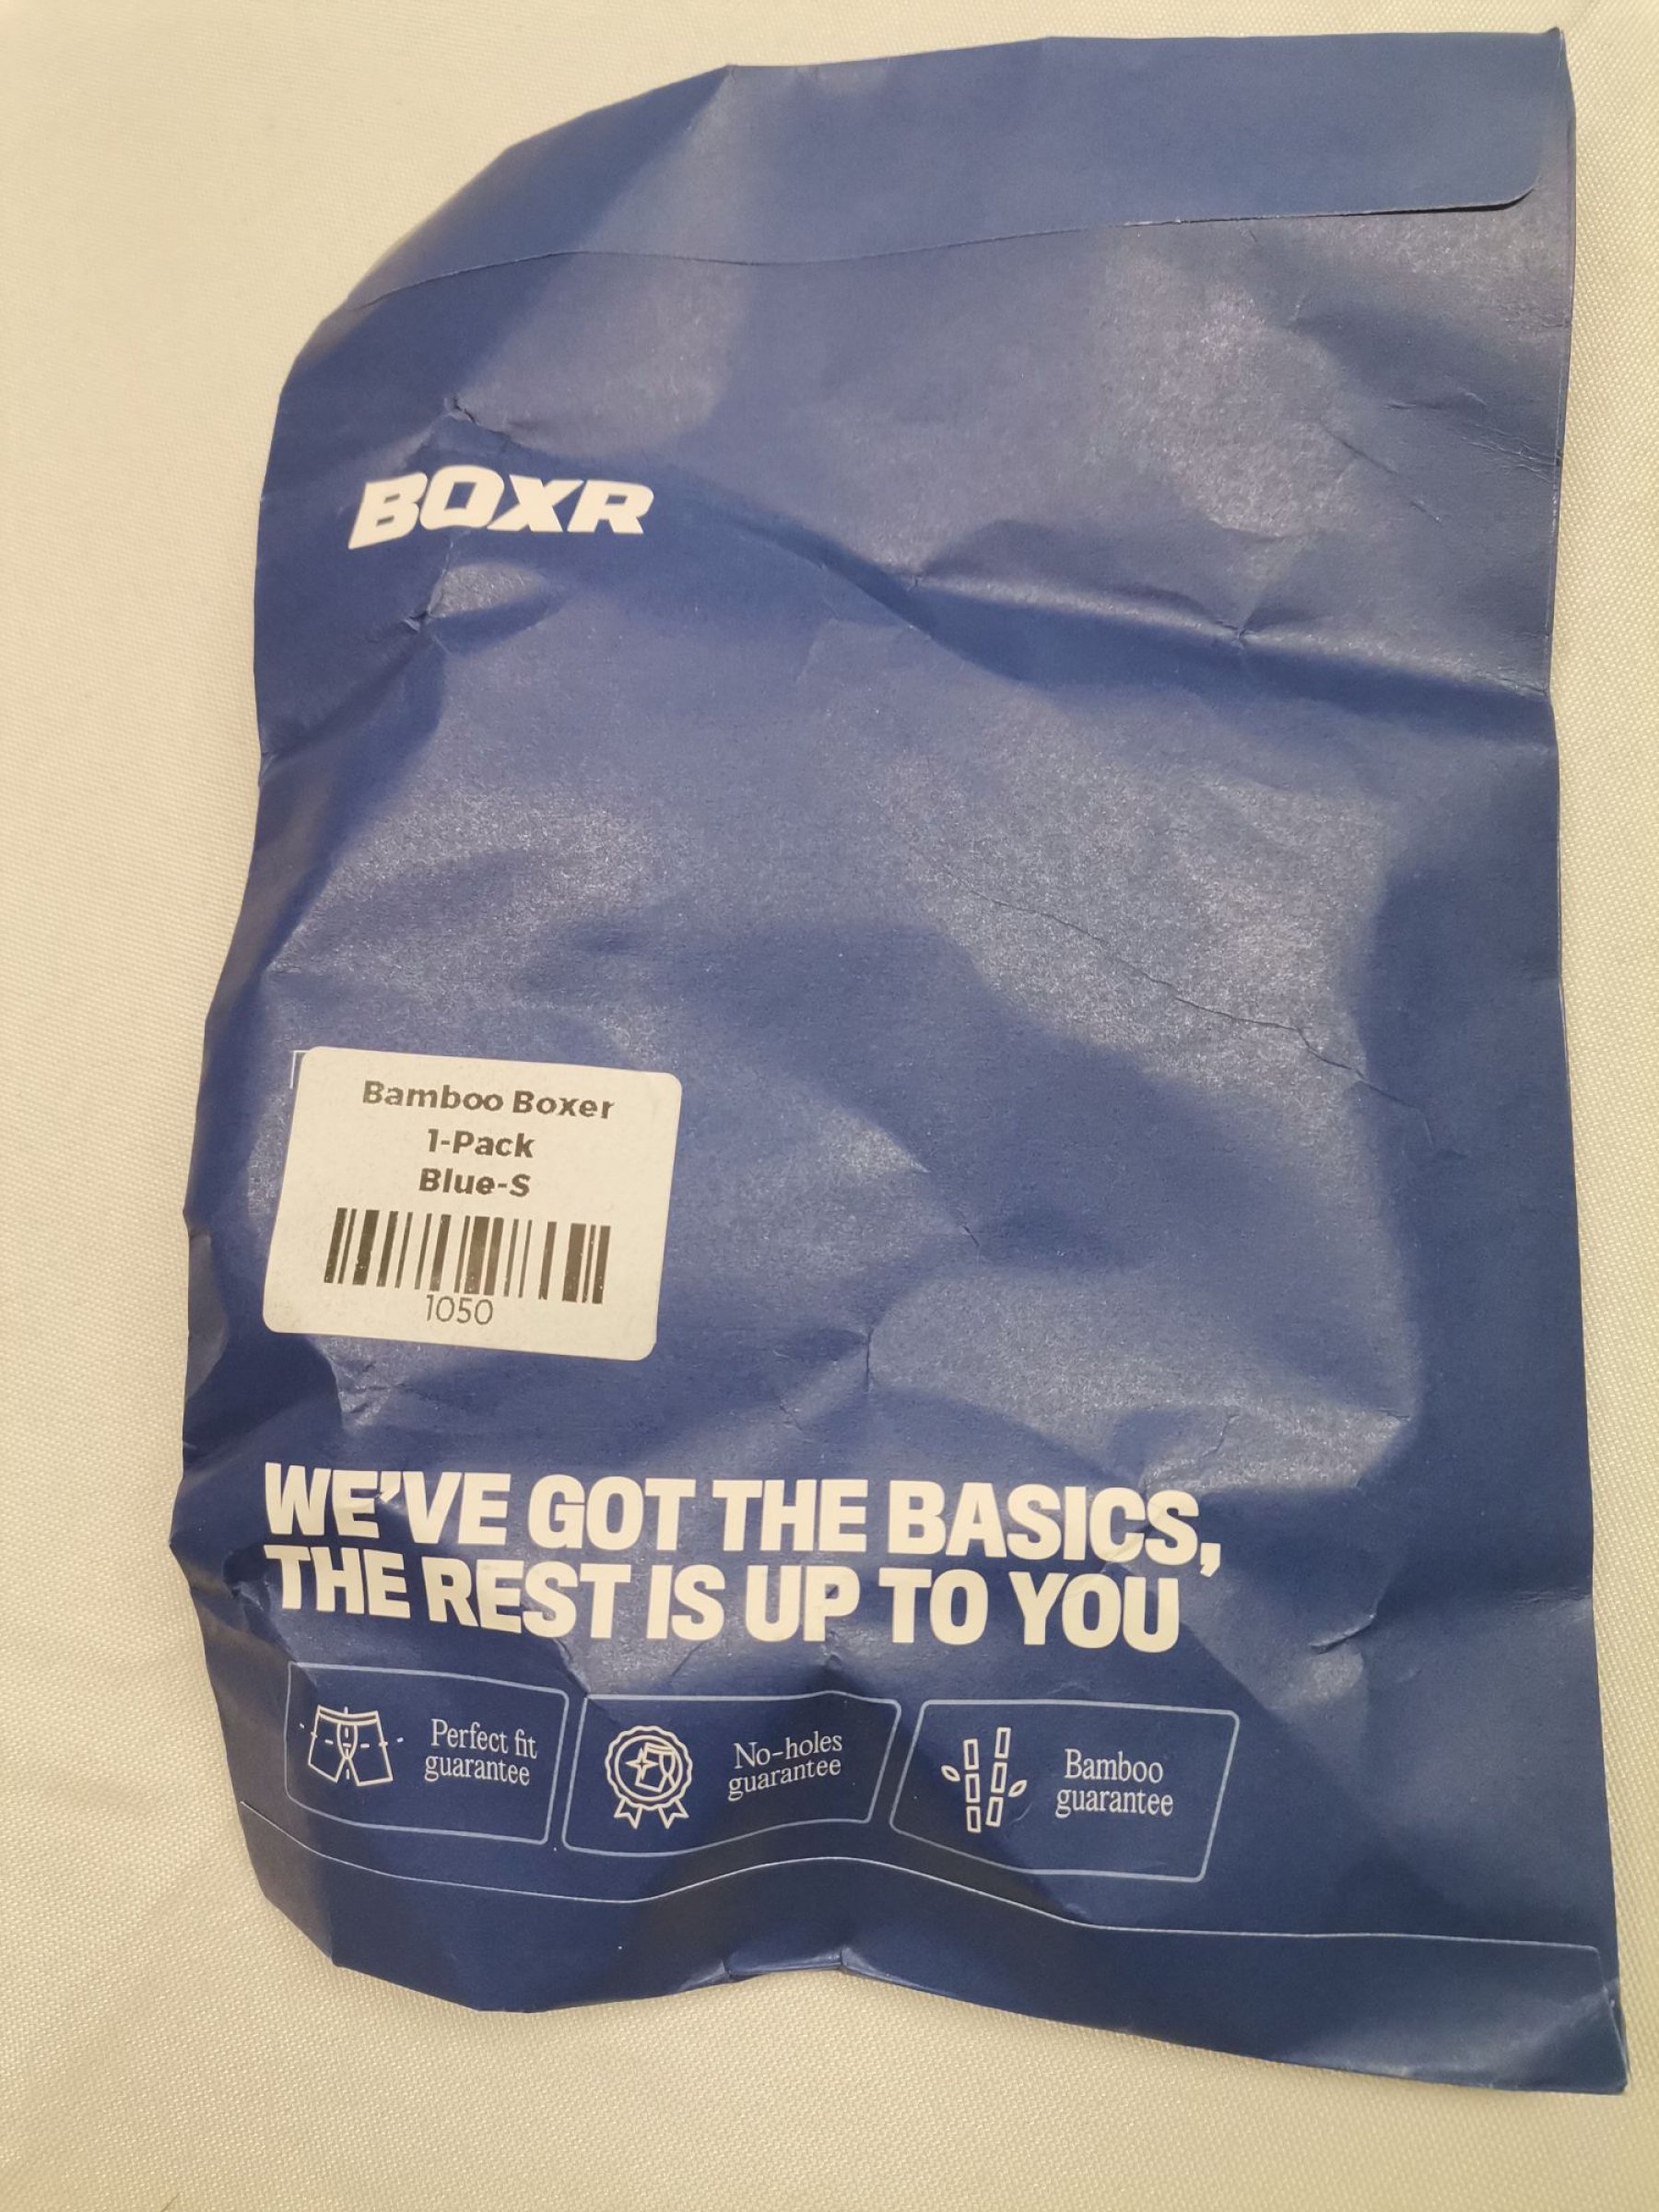 BOXR
Bamboo Boxer
1-Pack
Blue-S
1050
WE'VE GOT THE BASICS,
THE REST IS UP TO YOU
Perfect fit
guarantee
No-holes
guarantee
Bamboo
guarantee